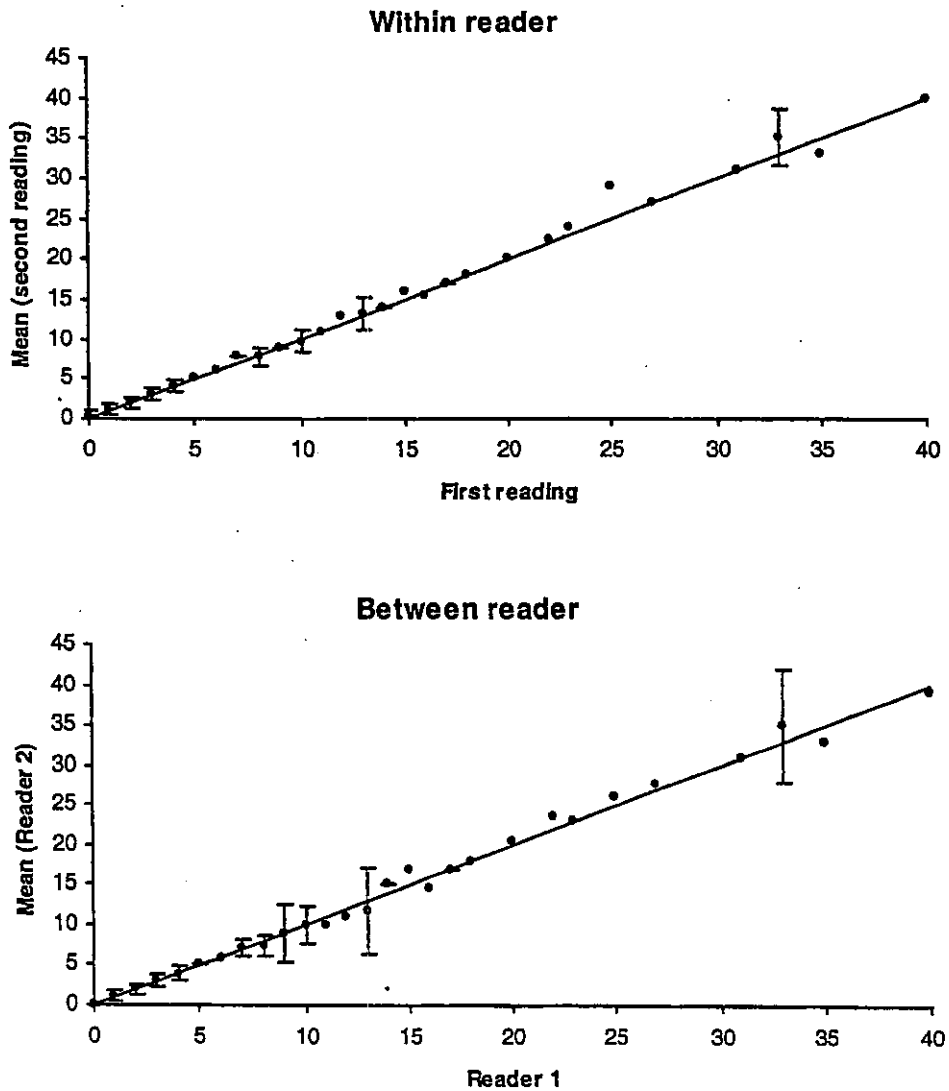 Within reader
45
40
35
30
25
20
15
10
5
0
Mean (second reading)
0 5 10 15 20 25 30 35 40
First reading
Between reader
45
40
35
30
25
20
15
10
5
0
Mean (Reader 2)
0 5 10 15 20 25 30 35 40
Reader 1